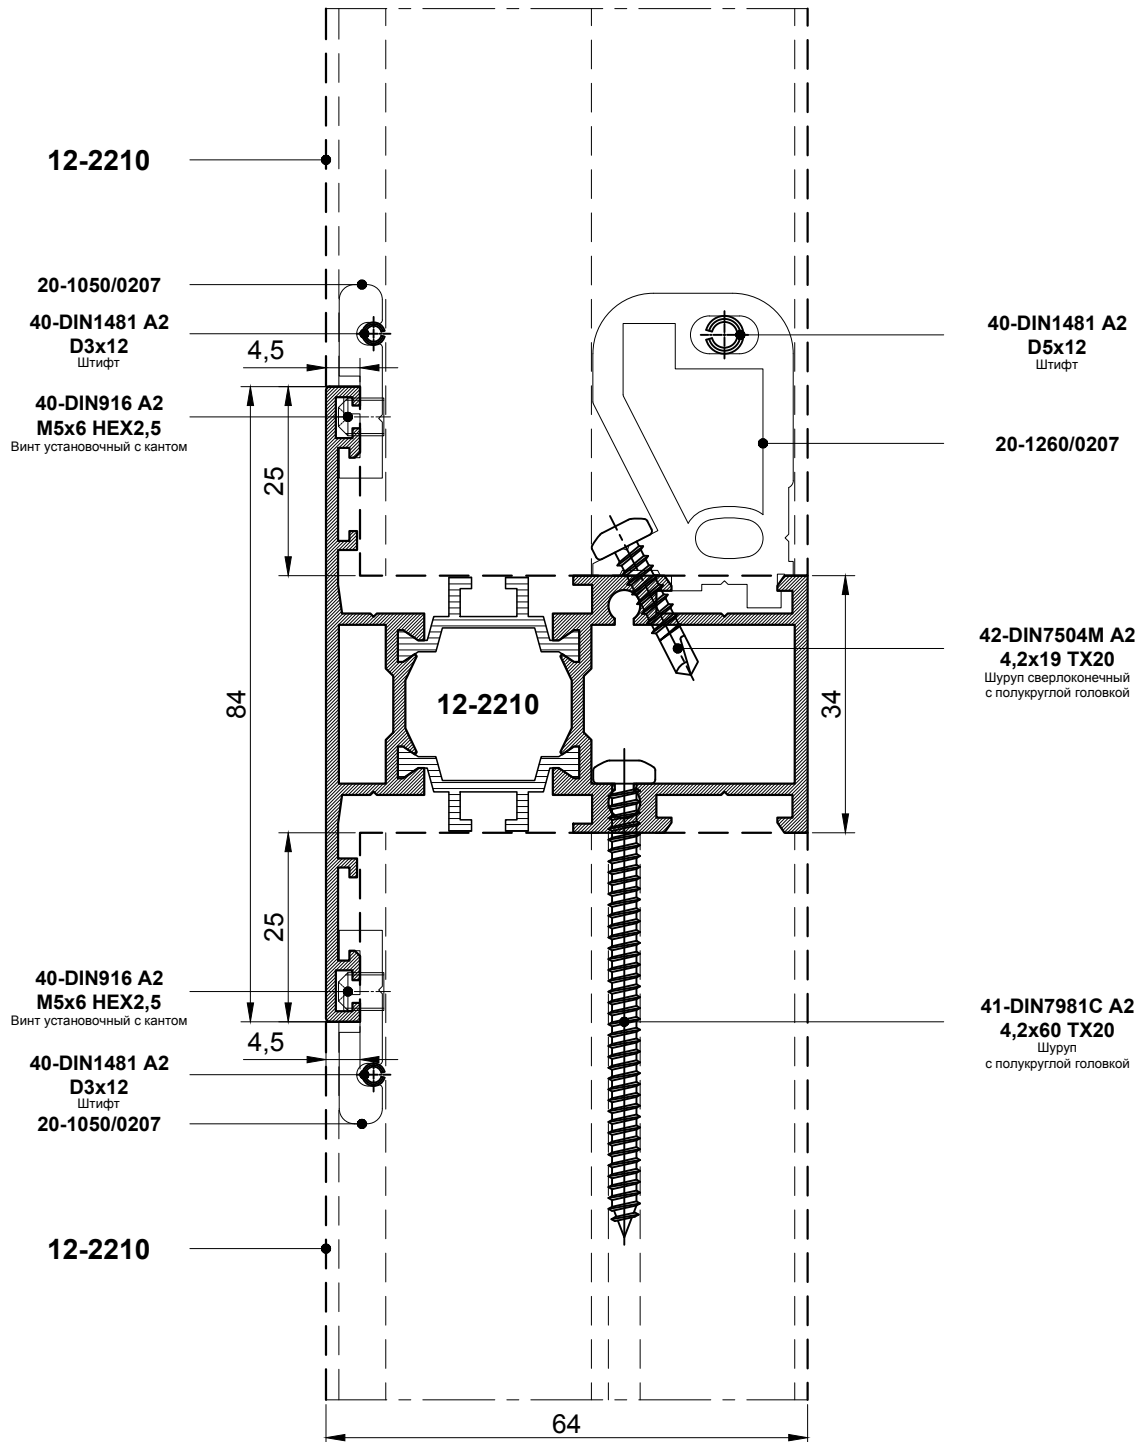 12-2210
20-1050/0207
40-DIN1481 A2
D3x12
Штифт
4,5
40-DIN916 A2
M5x6 HEX2,5
Винт установочный с кантом
25
84
25
40-DIN916 A2
M5x6 HEX2,5
Винт установочный с кантом
4,5
40-DIN1481 A2
D3x12
Штифт
20-1050/0207
12-2210
12-2210
40-DIN1481 A2
D5x12
Штифт
20-1260/0207
42-DIN7504M A2
4,2x19 TX20
Шуруп сверлоконечный
с полукруглой головкой
34
41-DIN7981C A2
4,2x60 TX20
Шуруп
с полукруглой головкой
64